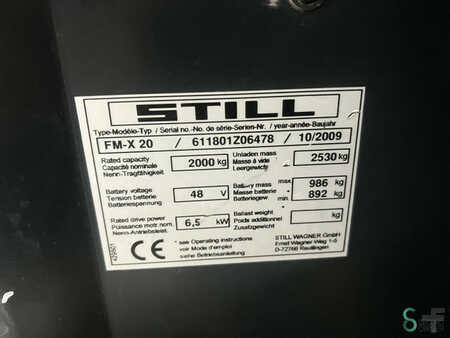 STILL
Type-Modèle-Typ / Serial no.-No. de série-Serien-Nr. / year-année-Baujahr
FM-X 20 / 611801Z06478 / 10/2009
Rated capacity
Capacité nominale
Nenn-Tragfähigkeit
2000 kg
Unladen mass
Masse à vide
Leergewicht
2530 kg
Battery voltage
Tension batterie
Batteriespannung
48 V
Battery mass
Masse batterie
Batteriegew.
max 986 kg
min 892 kg
Rated drive power
Puissance mot. nom
Nenn-Antriebsleist.
6,5 kW
Ballast weight
Poids additionnel
Zusatzgewicht
kg
CE
see Operating instructions
voir Mode d'emploi
siehe Betriebsanleitung
STILL WAGNER GmbH
Ernst Wagner Weg 1-5
D-72766 Reutlingen